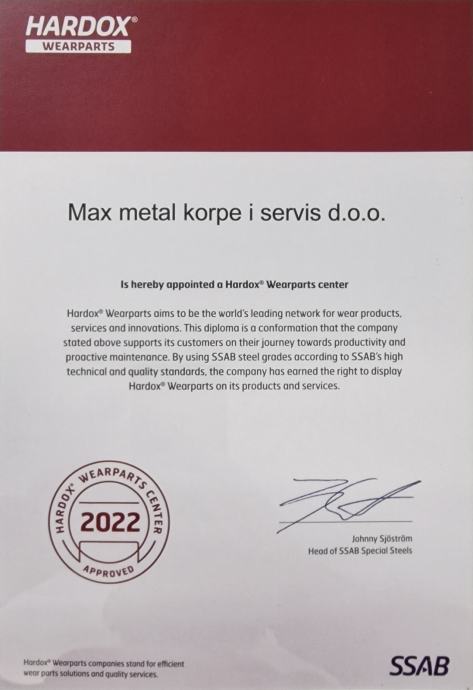 HARDOX®
WEARPARTS
Max metal korpe i servis d.o.o.
Is hereby appointed a Hardox® Wearparts center
Hardox® Wearparts aims to be the world's leading network for wear products,
services and innovations. This diploma is a conformation that the company
stated above supports its customers on their journey towards productivity and
proactive maintenance. By using SSAB steel grades according to SSAB's high
technical and quality standards, the company has earned the right to display
Hardox® Wearparts on its products and services.
HARDOX® WEARPARTS CENTER
2022
APPROVED
Johnny Sjöström
Head of SSAB Special Steels
Hardox® Wearparts companies stand for efficient
wear parts solutions and quality services.
SSAB